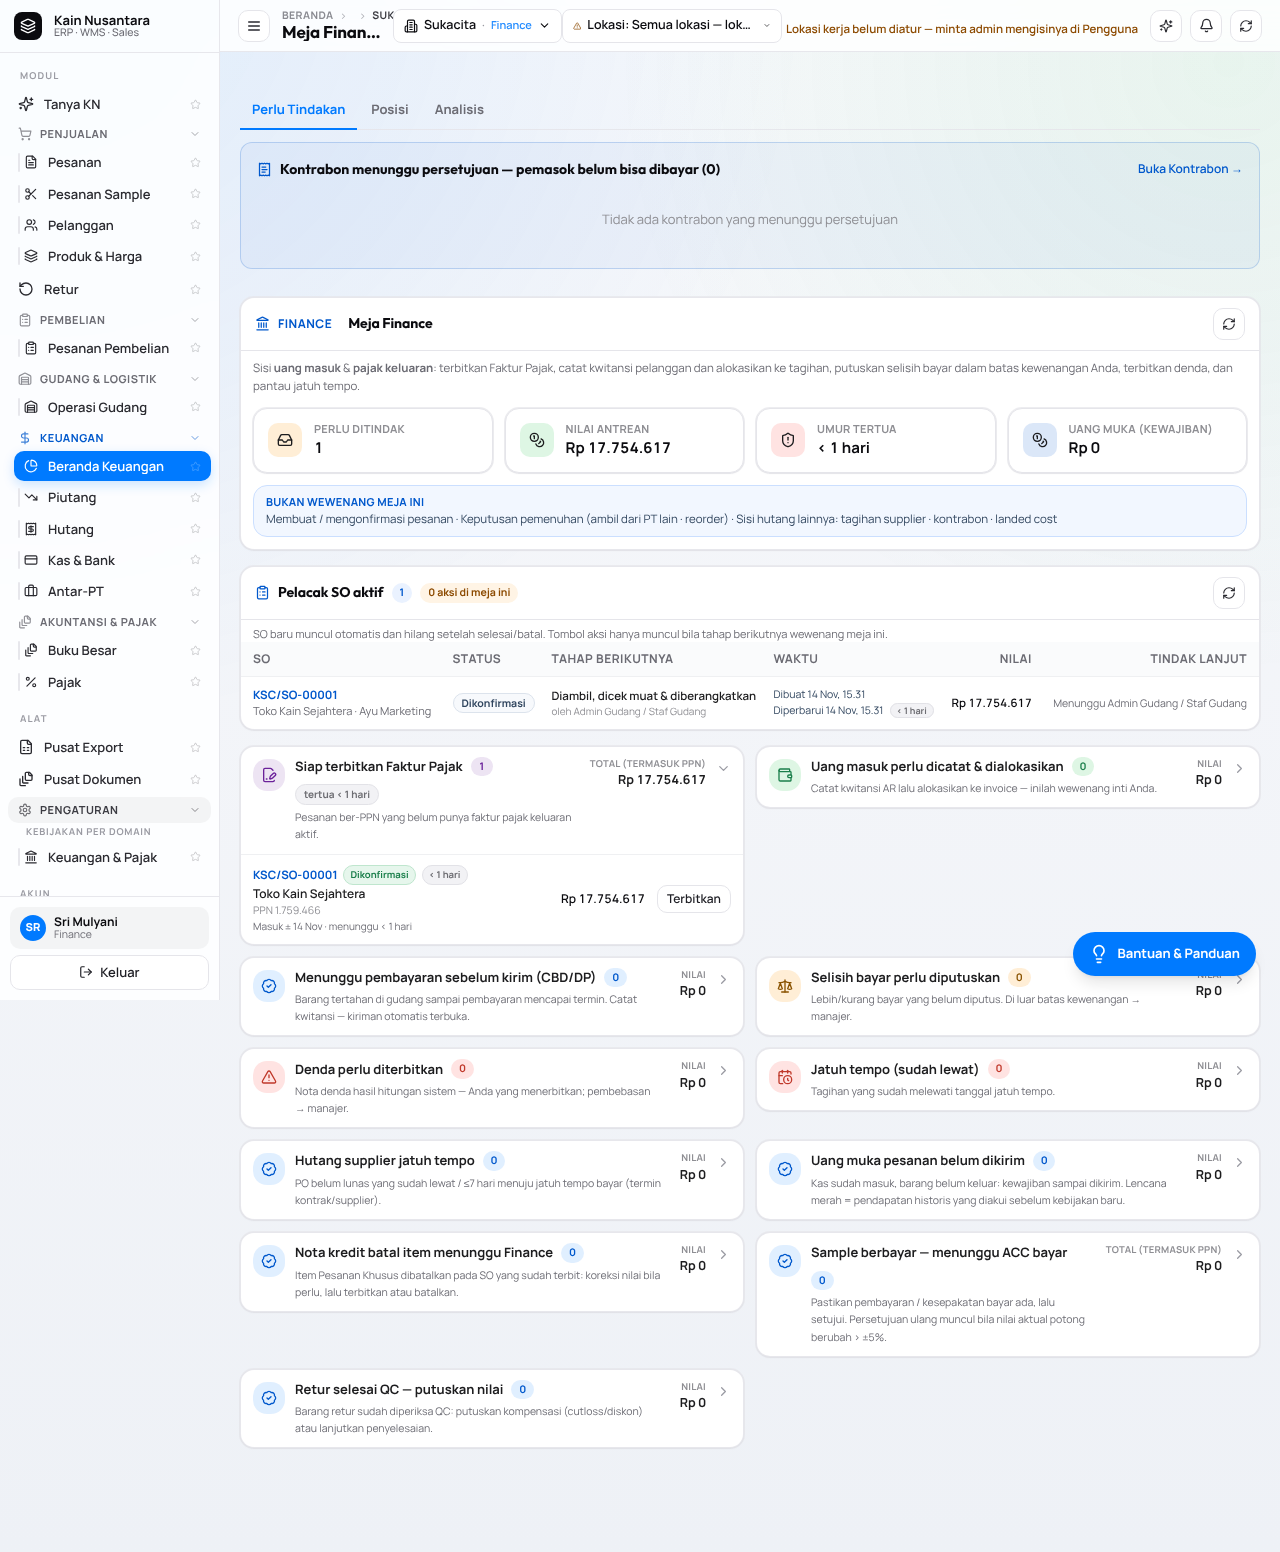 Kain Nusantara
ERP · WMS · Sales
MODUL
Tanya KN
PENJUALAN
Pesanan
Pesanan Sample
Pelanggan
Produk & Harga
Retur
PEMBELIAN
Pesanan Pembelian
GUDANG & LOGISTIK
Operasi Gudang
KEUANGAN
Beranda Keuangan
Piutang
Hutang
Kas & Bank
Antar-PT
AKUNTANSI & PAJAK
Buku Besar
Pajak
ALAT
Pusat Export
Pusat Dokumen
PENGATURAN
KEBIJAKAN PER DOMAIN
Keuangan & Pajak
AKUN
SR
Sri Mulyani
Finance
Keluar
BERANDA › › SUK
Meja Finan...
Sukacita · Finance
Lokasi: Semua lokasi — lok...
Lokasi kerja belum diatur — minta admin mengisinya di Pengguna
Perlu Tindakan
Posisi
Analisis
Kontrabon menunggu persetujuan — pemasok belum bisa dibayar (0)
Buka Kontrabon →
Tidak ada kontrabon yang menunggu persetujuan
FINANCE
Meja Finance
Sisi uang masuk & pajak keluaran: terbitkan Faktur Pajak, catat kwitansi pelanggan dan alokasikan ke tagihan, putuskan selisih bayar dalam batas kewenangan Anda, terbitkan denda, dan
pantau jatuh tempo.
PERLU DITINDAK
1
NILAI ANTREAN
Rp 17.754.617
UMUR TERTUA
< 1 hari
UANG MUKA (KEWAJIBAN)
Rp 0
BUKAN WEWENANG MEJA INI
Membuat / mengonfirmasi pesanan · Keputusan pemenuhan (ambil dari PT lain · reorder) · Sisi hutang lainnya: tagihan supplier · kontrabon · landed cost
Pelacak SO aktif
1
0 aksi di meja ini
SO baru muncul otomatis dan hilang setelah selesai/batal. Tombol aksi hanya muncul bila tahap berikutnya wewenang meja ini.
SO STATUS TAHAP BERIKUTNYA WAKTU NILAI TINDAK LANJUT
KSC/SO-00001
Toko Kain Sejahtera · Ayu Marketing
Dikonfirmasi
Diambil, dicek muat & diberangkatkan
oleh Admin Gudang / Staf Gudang
Dibuat 14 Nov, 15.31
Diperbarui 14 Nov, 15.31 < 1 hari
Rp 17.754.617
Menunggu Admin Gudang / Staf Gudang
Siap terbitkan Faktur Pajak 1
tertua < 1 hari
Pesanan ber-PPN yang belum punya faktur pajak keluaran
aktif.
TOTAL (TERMASUK PPN)
Rp 17.754.617
KSC/SO-00001 Dikonfirmasi < 1 hari
Toko Kain Sejahtera
PPN 1.759.466
Masuk ± 14 Nov · menunggu < 1 hari
Rp 17.754.617
Terbitkan
Uang masuk perlu dicatat & dialokasikan 0
Catat kwitansi AR lalu alokasikan ke invoice — inilah wewenang inti Anda.
NILAI
Rp 0
Bantuan & Panduan
Menunggu pembayaran sebelum kirim (CBD/DP) 0
Barang tertahan di gudang sampai pembayaran mencapai termin. Catat
kwitansi — kiriman otomatis terbuka.
NILAI
Rp 0
Selisih bayar perlu diputuskan 0
Lebih/kurang bayar yang belum diputus. Di luar batas kewenangan →
manajer.
NILAI
Rp 0
Denda perlu diterbitkan 0
Nota denda hasil hitungan sistem — Anda yang menerbitkan; pembebasan
→ manajer.
NILAI
Rp 0
Jatuh tempo (sudah lewat) 0
Tagihan yang sudah melewati tanggal jatuh tempo.
NILAI
Rp 0
Hutang supplier jatuh tempo 0
PO belum lunas yang sudah lewat / ≤7 hari menuju jatuh tempo bayar (termin
kontrak/supplier).
NILAI
Rp 0
Uang muka pesanan belum dikirim 0
Kas sudah masuk, barang belum keluar: kewajiban sampai dikirim. Lencana
merah = pendapatan historis yang diakui sebelum kebijakan baru.
NILAI
Rp 0
Nota kredit batal item menunggu Finance 0
Item Pesanan Khusus dibatalkan pada SO yang sudah terbit: koreksi nilai bila
perlu, lalu terbitkan atau batalkan.
NILAI
Rp 0
Sample berbayar — menunggu ACC bayar
0
Pastikan pembayaran / kesepakatan bayar ada, lalu
setujui. Persetujuan ulang muncul bila nilai aktual potong
berubah > ±5%.
TOTAL (TERMASUK PPN)
Rp 0
Retur selesai QC — putuskan nilai 0
Barang retur sudah diperiksa QC: putuskan kompensasi (cutloss/diskon)
atau lanjutkan penyelesaian.
NILAI
Rp 0